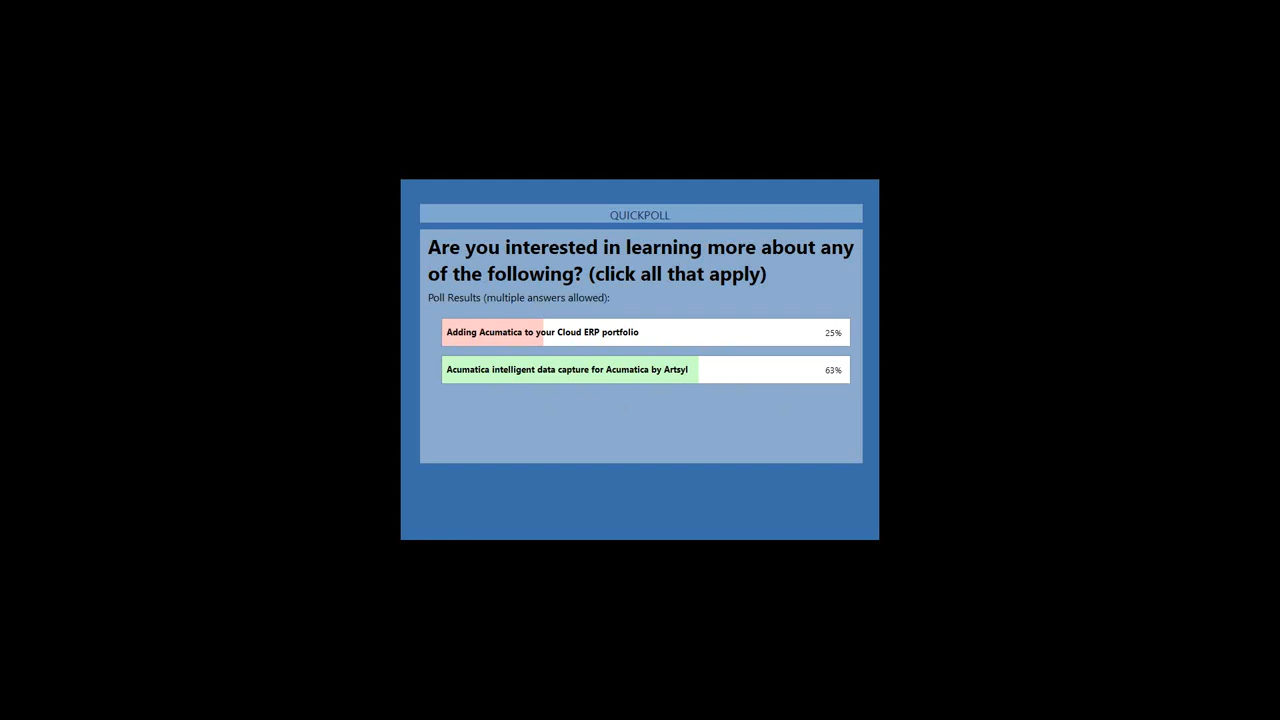 QUICKPOLL
Are you interested in learning more about any
of the following? (click all that apply)
Poll Results (multiple answers allowed):
Adding Acumatica to your Cloud ERP portfolio 25%
Acumatica intelligent data capture for Acumatica by Artsyl 63%